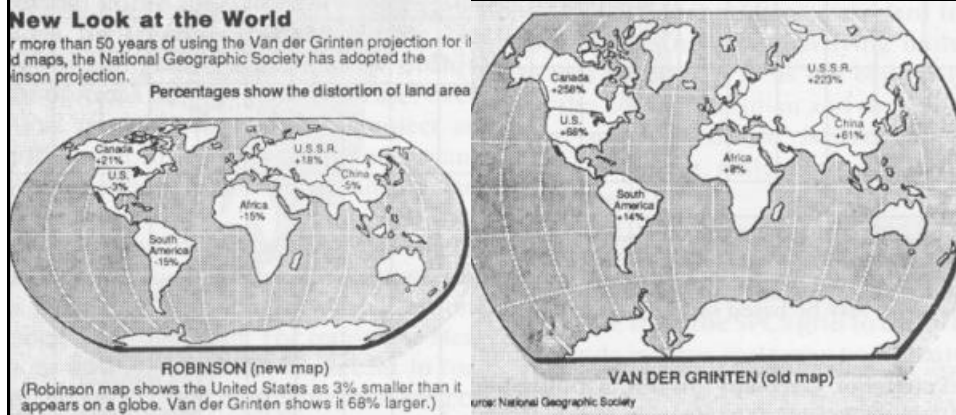 New Look at the World
r more than 50 years of using the Van der Grinten projection for it
d maps, the National Geographic Society has adopted the
inson projection.
Percentages show the distortion of land area
Canada
+21%
U.S.
-3%
U.S.S.R.
+18%
China
-5%
Africa
-15%
South
America
-15%
ROBINSON (new map)
(Robinson map shows the United States as 3% smaller than it
appears on a globe. Van der Grinten shows it 68% larger.)
Canada
+258%
U.S.
+68%
U.S.S.R.
+223%
China
+61%
Africa
+8%
South
America
+14%
VAN DER GRINTEN (old map)
ource: National Geographic Society